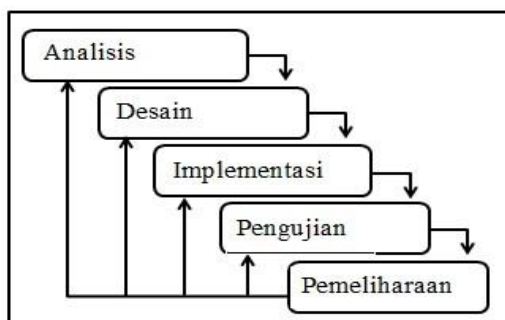 Analisis
Desain
Implementasi
Pengujian
Pemeliharaan